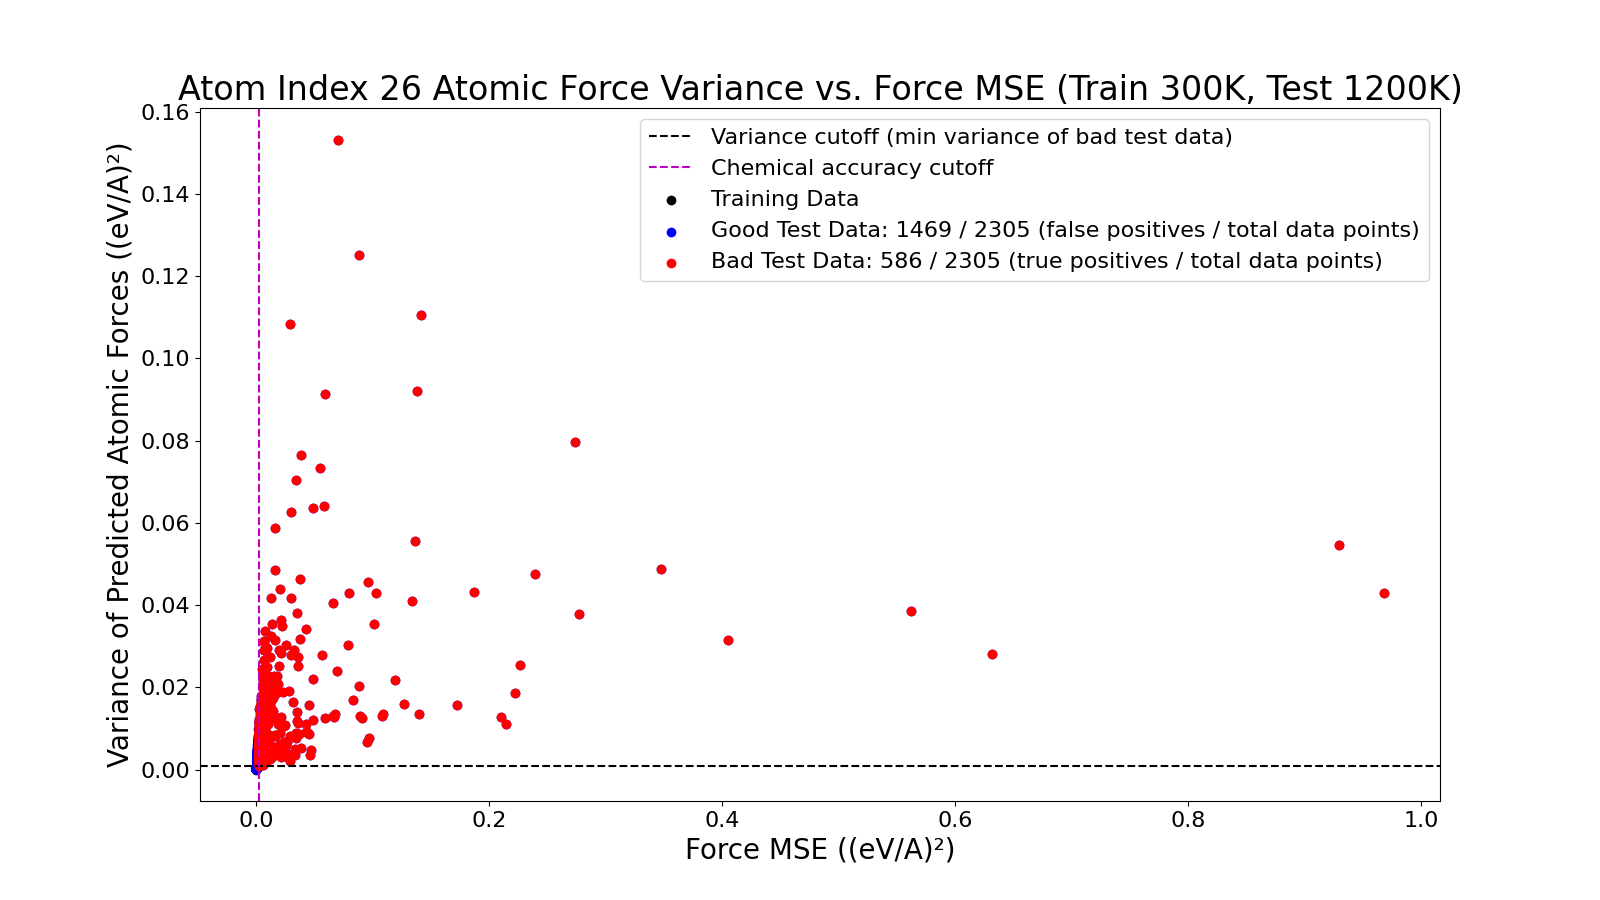 Atom Index 26 Atomic Force Variance vs. Force MSE (Train 300K, Test 1200K)
Variance of Predicted Atomic Forces ((eV/A)²)
0.16
0.14
0.12
0.10
0.08
0.06
0.04
0.02
0.00
Variance cutoff (min variance of bad test data)
Chemical accuracy cutoff
Training Data
Good Test Data: 1469 / 2305 (false positives / total data points)
Bad Test Data: 586 / 2305 (true positives / total data points)
0.0 0.2 0.4 0.6 0.8 1.0
Force MSE ((eV/A)²)